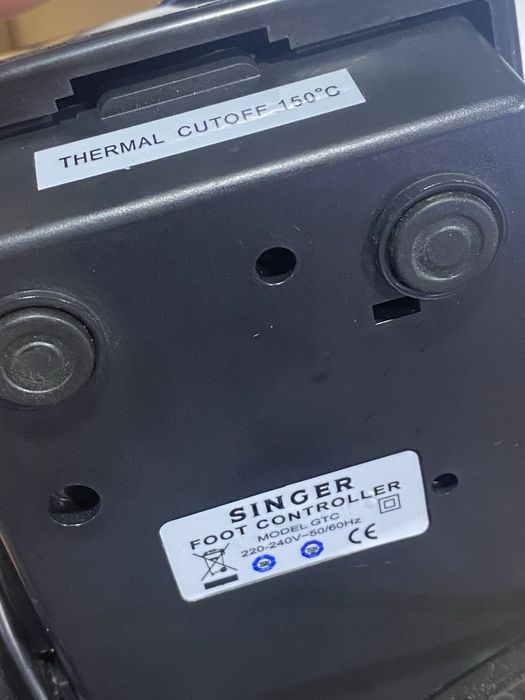 THERMAL CUTOFF 150°C
SINGER
FOOT CONTROLLER
MODEL GTC
220-240V~50/60Hz
CE